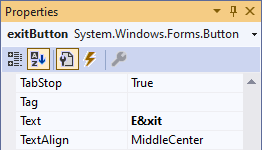 Properties
exitButton System.Windows.Forms.Button
TabStop True
Tag
Text E&xit
TextAlign MiddleCenter